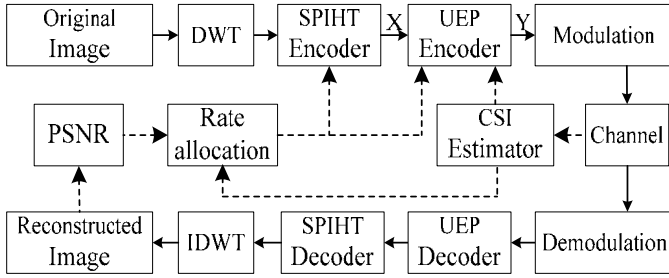 Original
Image
DWT
SPIHT
Encoder
X
UEP
Encoder
Y
Modulation
PSNR
Rate
allocation
CSI
Estimator
Channel
Reconstructed
Image
IDWT
SPIHT
Decoder
UEP
Decoder
Demodulation